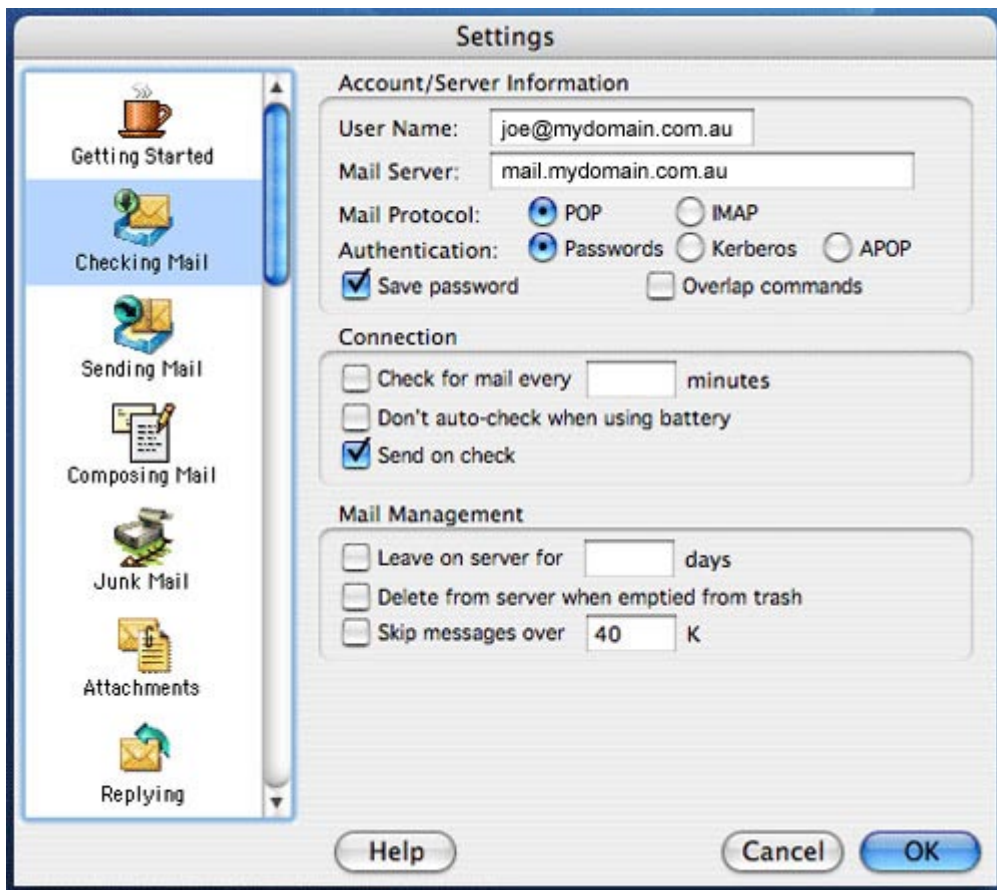 Settings
Getting Started
Checking Mail
Sending Mail
Composing Mail
Junk Mail
Attachments
Replying
Account/Server Information
User Name: joe@mydomain.com.au
Mail Server: mail.mydomain.com.au
Mail Protocol: POP IMAP
Authentication: Passwords Kerberos APOP
Save password Overlap commands
Connection
Check for mail every minutes
Don't auto-check when using battery
Send on check
Mail Management
Leave on server for days
Delete from server when emptied from trash
Skip messages over 40 K
Help Cancel OK